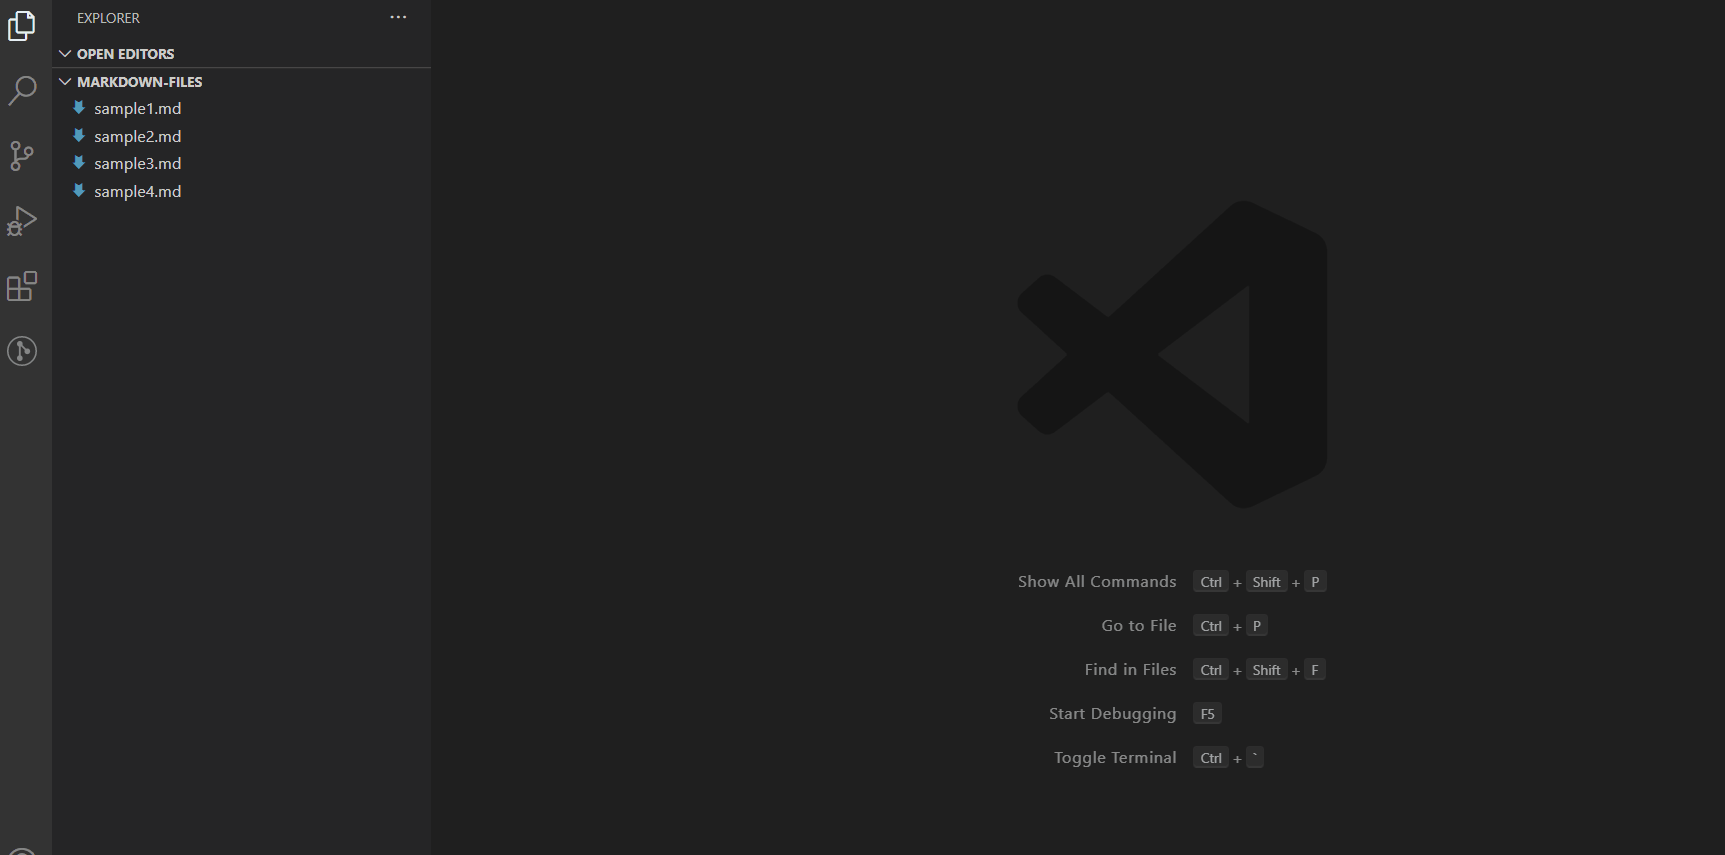 EXPLORER ...
OPEN EDITORS
MARKDOWN-FILES
sample1.md
sample2.md
sample3.md
sample4.md
Show All Commands Ctrl + Shift + P
Go to File Ctrl + P
Find in Files Ctrl + Shift + F
Start Debugging F5
Toggle Terminal Ctrl + `